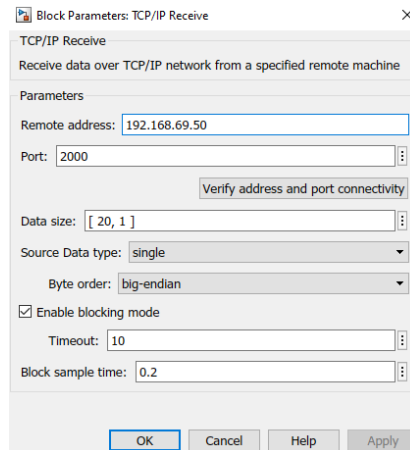 Block Parameters: TCP/IP Receive
TCP/IP Receive
Receive data over TCP/IP network from a specified remote machine
Parameters
Remote address: 192.168.69.50
Port: 2000
Verify address and port connectivity
Data size: [ 20, 1 ]
Source Data type: single
Byte order: big-endian
Enable blocking mode
Timeout: 10
Block sample time: 0.2
OK Cancel Help Apply